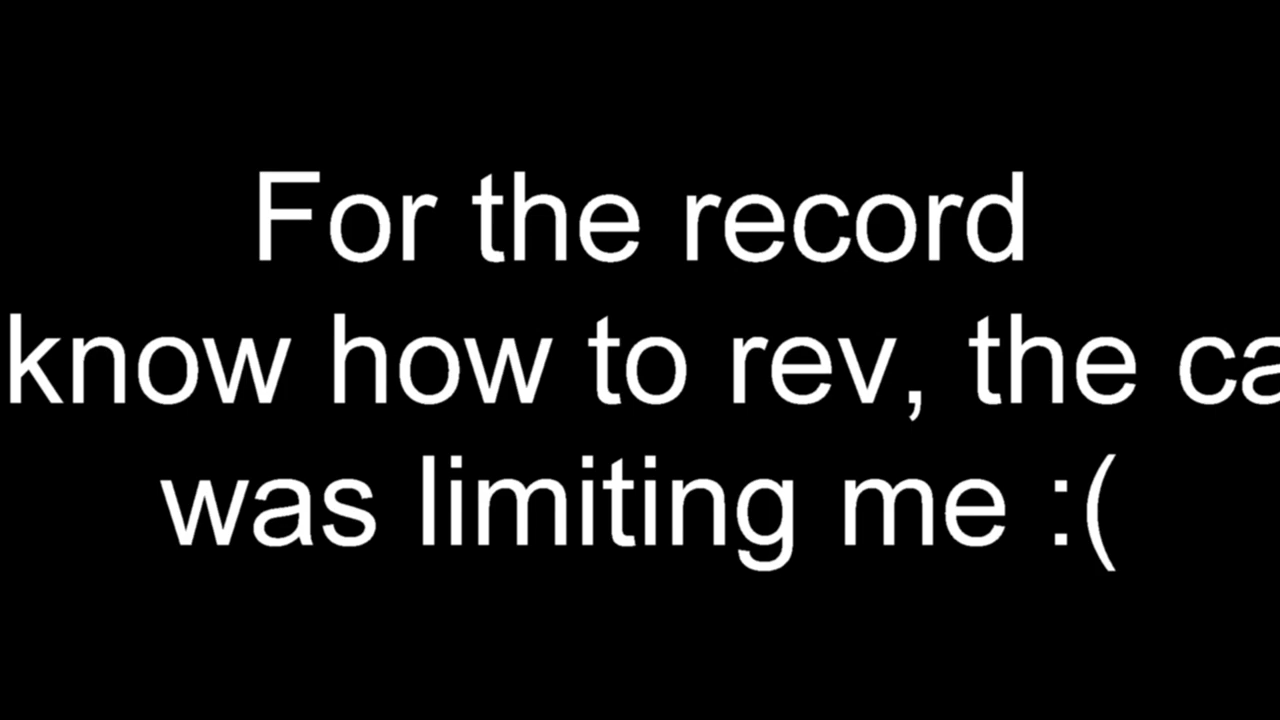 For the record
know how to rev, the ca
was limiting me :(